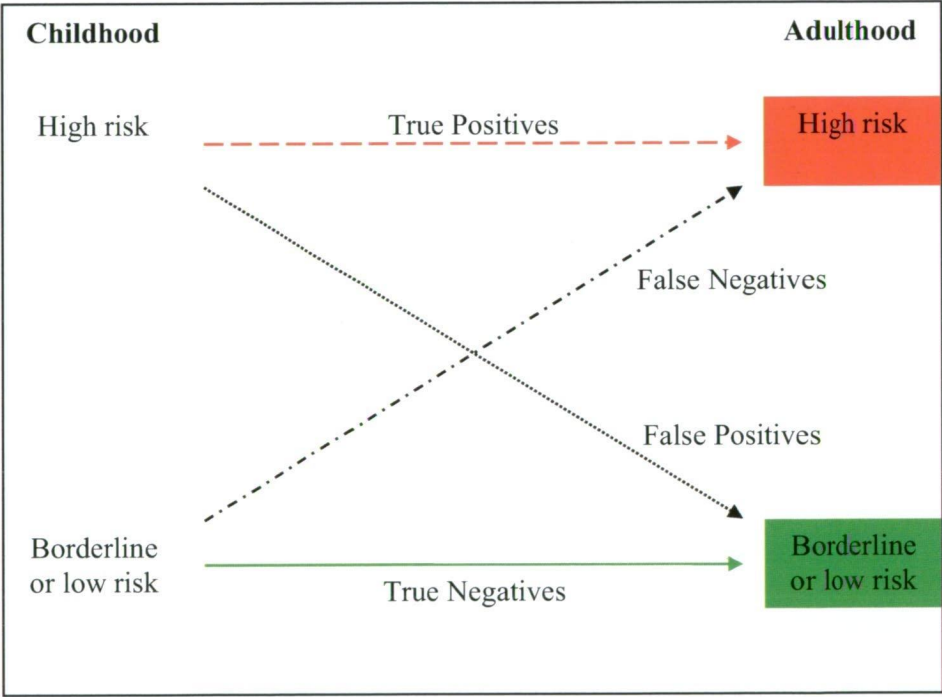 Childhood
Adulthood
High risk
True Positives
High risk
False Negatives
False Positives
Borderline
or low risk
True Negatives
Borderline
or low risk